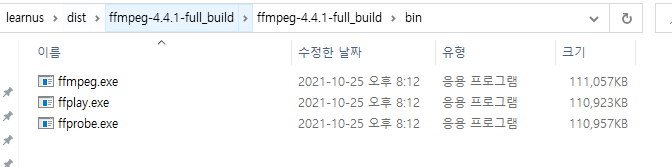 learnus > dist > ffmpeg-4.4.1-full_build > ffmpeg-4.4.1-full_build > bin
이름 수정한 날짜 유형 크기
ffmpeg.exe 2021-10-25 오후 8:12 응용 프로그램 111,057KB
ffplay.exe 2021-10-25 오후 8:12 응용 프로그램 110,923KB
ffprobe.exe 2021-10-25 오후 8:12 응용 프로그램 110,957KB